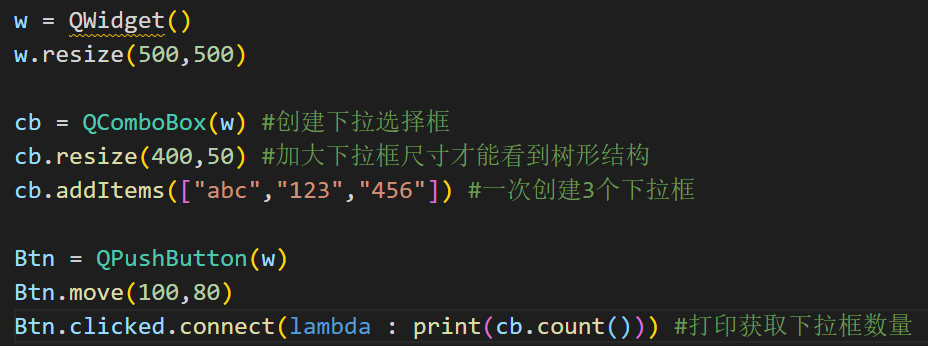 w = QWidget()
w.resize(500,500)
cb = QComboBox(w) #创建下拉选择框
cb.resize(400,50) #加大下拉框尺寸才能看到树形结构
cb.addItems(["abc","123","456"]) #一次创建3个下拉框
Btn = QPushButton(w)
Btn.move(100,80)
Btn.clicked.connect(lambda : print(cb.count())) #打印获取下拉框数量